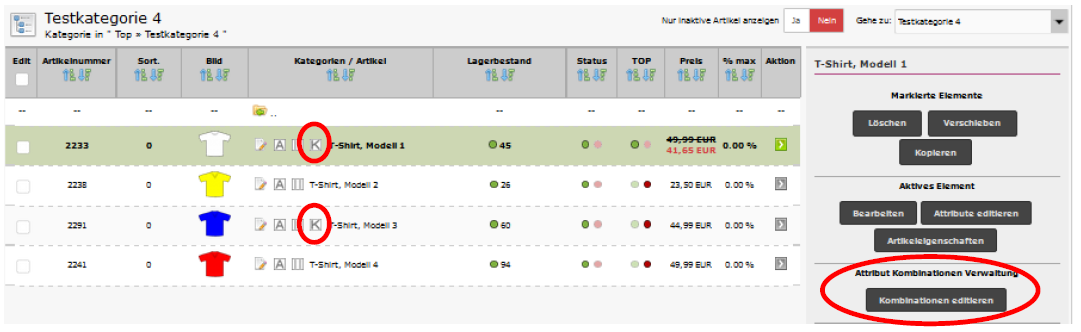 Testkategorie 4
Kategorie in " Top » Testkategorie 4 "
Nur inaktive Artikel anzeigen Ja Nein Gehe zu: Testkategorie 4
Edit Artikelnummer Sort. Bild Kategorien / Artikel Lagerbestand Status TOP Preis % max Aktion
-- -- -- -- .. -- -- -- -- -- --
2233 0 A K T-Shirt, Modell 1 45 49,99 EUR 0.00 %
41,65 EUR
2238 0 A T-Shirt, Modell 2 26 23,50 EUR 0.00 %
2291 0 A K T-Shirt, Modell 3 60 44,99 EUR 0.00 %
2241 0 A T-Shirt, Modell 4 94 49,99 EUR 0.00 %
T-Shirt, Modell 1
Markierte Elemente
Löschen Verschieben
Kopieren
Aktives Element
Bearbeiten Attribute editieren
Artikeleigenschaften
Attribut Kombinationen Verwaltung
Kombinationen editieren